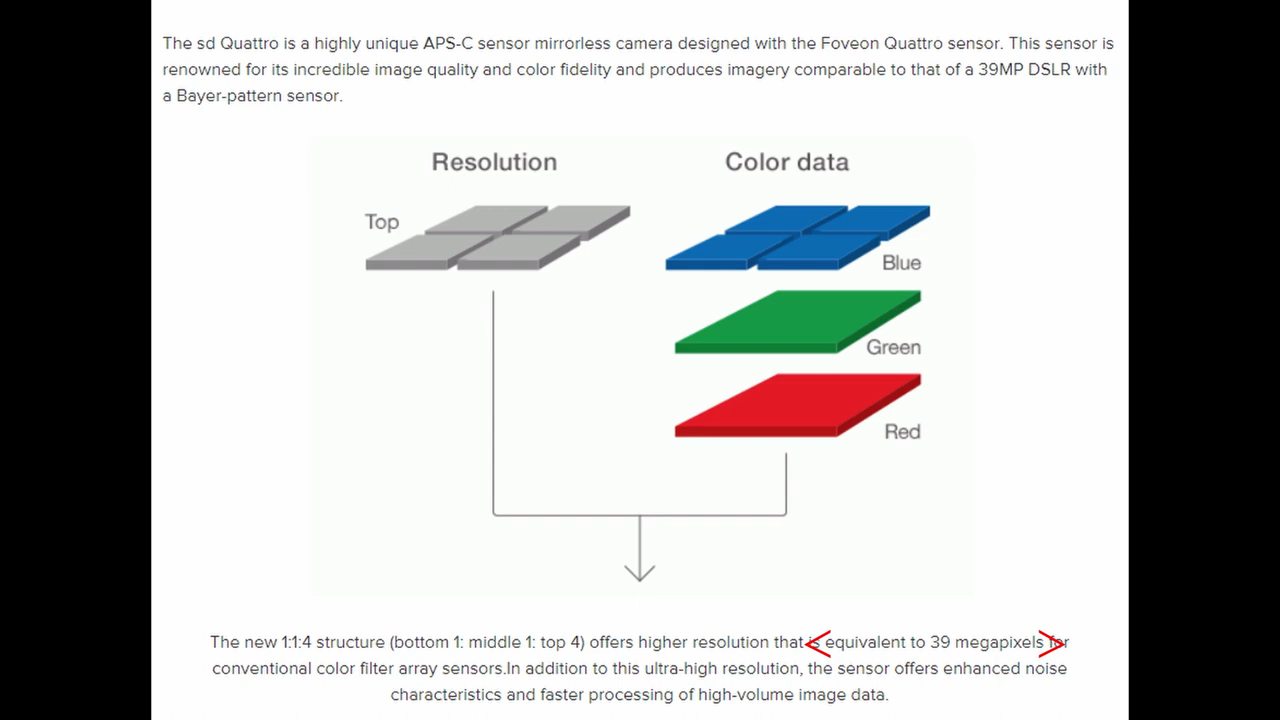 The sd Quattro is a highly unique APS-C sensor mirrorless camera designed with the Foveon Quattro sensor. This sensor is
renowned for its incredible image quality and color fidelity and produces imagery comparable to that of a 39MP DSLR with
a Bayer-pattern sensor.
Resolution
Color data
Top
Blue
Green
Red
The new 1:1:4 structure (bottom 1: middle 1: top 4) offers higher resolution that is equivalent to 39 megapixels for
conventional color filter array sensors.In addition to this ultra-high resolution, the sensor offers enhanced noise
characteristics and faster processing of high-volume image data.